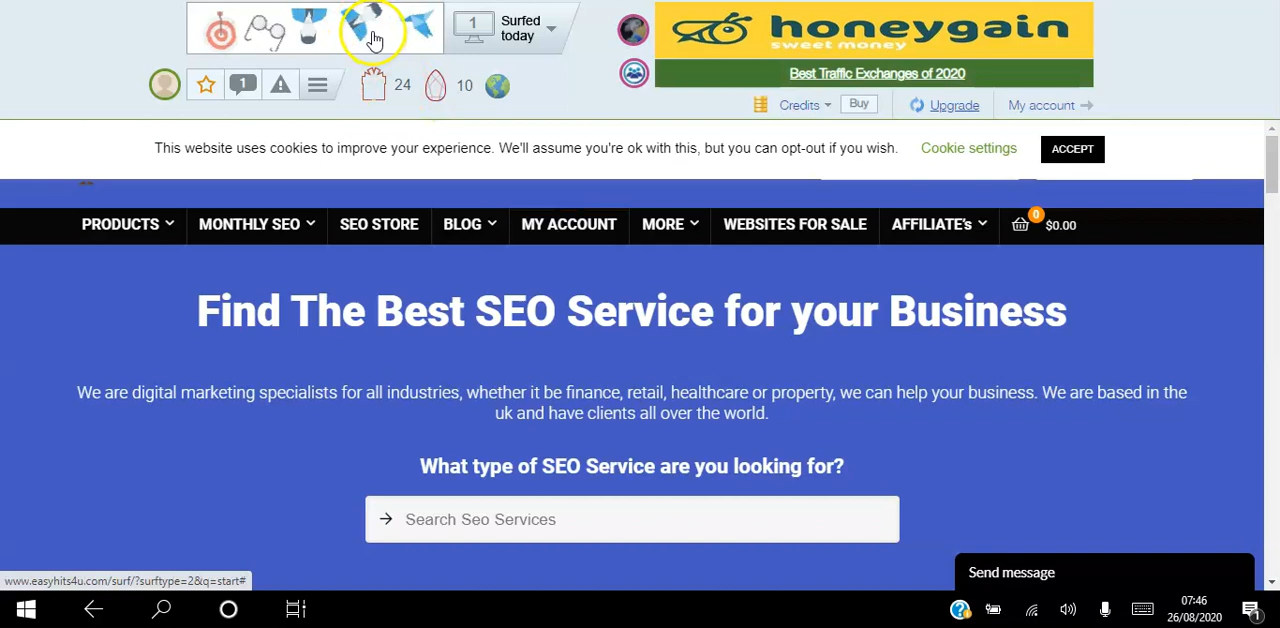 1
Surfed
today
honeygain
sweet money
Best Traffic Exchanges of 2020
1
24
10
Credits
Buy
Upgrade
My account
This website uses cookies to improve your experience. We'll assume you're ok with this, but you can opt-out if you wish.
Cookie settings
ACCEPT
PRODUCTS
MONTHLY SEO
SEO STORE
BLOG
MY ACCOUNT
MORE
WEBSITES FOR SALE
AFFILIATE's
0
$0.00
Find The Best SEO Service for your Business
We are digital marketing specialists for all industries, whether it be finance, retail, healthcare or property, we can help your business. We are based in the
uk and have clients all over the world.
What type of SEO Service are you looking for?
Search Seo Services
Send message
www.easyhits4u.com/surf/?surftype=2&q=start#
07:46
26/08/2020
1